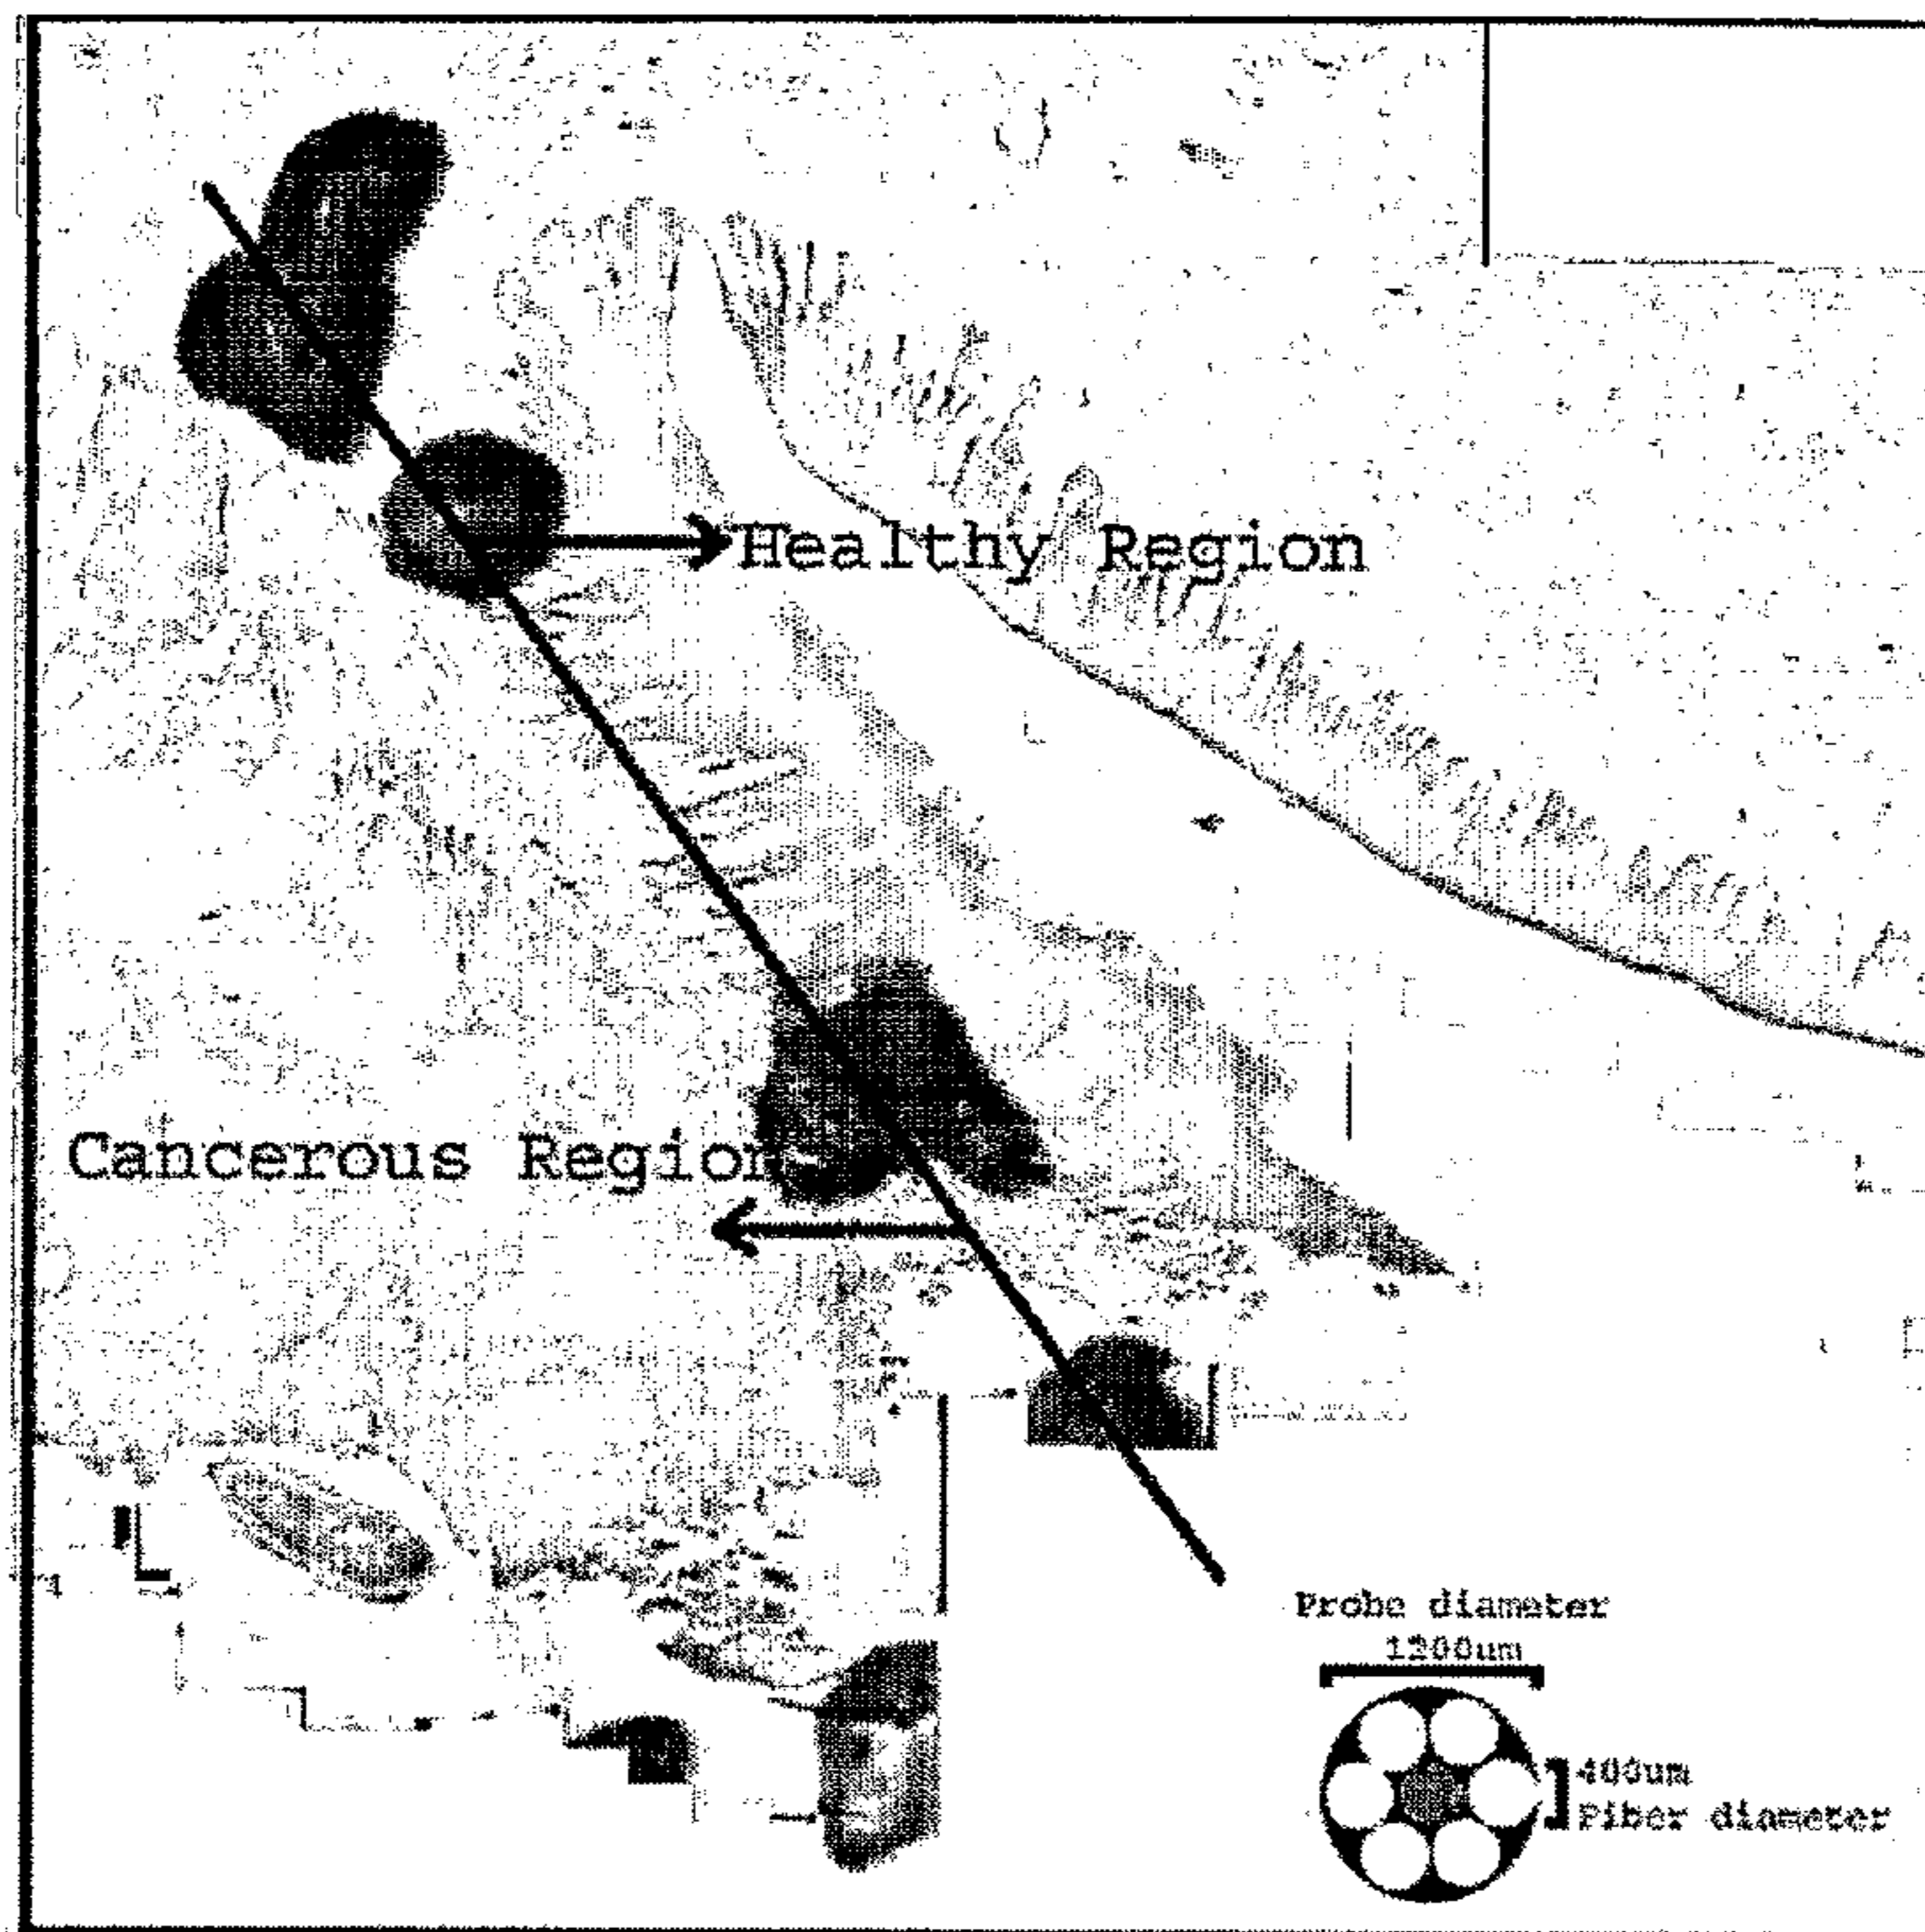 Healthy Region
Cancerous Region
Probe diameter
1200um
400um
Fiber diameter